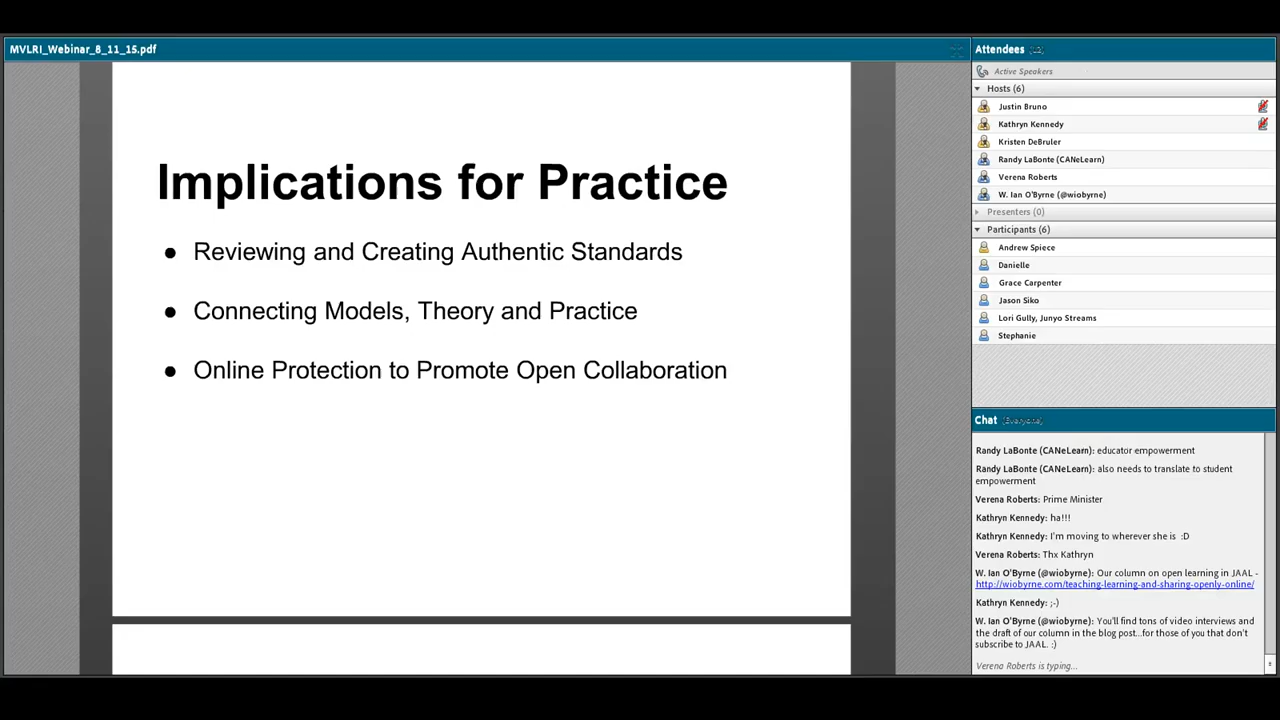 MVLRI_Webinar_8_11_15.pdf
Implications for Practice
● Reviewing and Creating Authentic Standards
● Connecting Models, Theory and Practice
● Online Protection to Promote Open Collaboration
Attendees (12)
Active Speakers
Hosts (6)
Justin Bruno
Kathryn Kennedy
Kristen DeBruler
Randy LaBonte (CANeLearn)
Verena Roberts
W. Ian O'Byrne (@wiobyrne)
Presenters (0)
Participants (6)
Andrew Spiece
Danielle
Grace Carpenter
Jason Siko
Lori Gully, Junyo Streams
Stephanie
Chat (Everyone)
Randy LaBonte (CANeLearn): educator empowerment
Randy LaBonte (CANeLearn): also needs to translate to student
empowerment
Verena Roberts: Prime Minister
Kathryn Kennedy: ha!!!
Kathryn Kennedy: I'm moving to wherever she is :D
Verena Roberts: Thx Kathryn
W. Ian O'Byrne (@wiobyrne): Our column on open learning in JAAL -
http://wiobyrne.com/teaching-learning-and-sharing-openly-online/
Kathryn Kennedy: ;-)
W. Ian O'Byrne (@wiobyrne): You'll find tons of video interviews and
the draft of our column in the blog post...for those of you that don't
subscribe to JAAL. :)
Verena Roberts is typing...